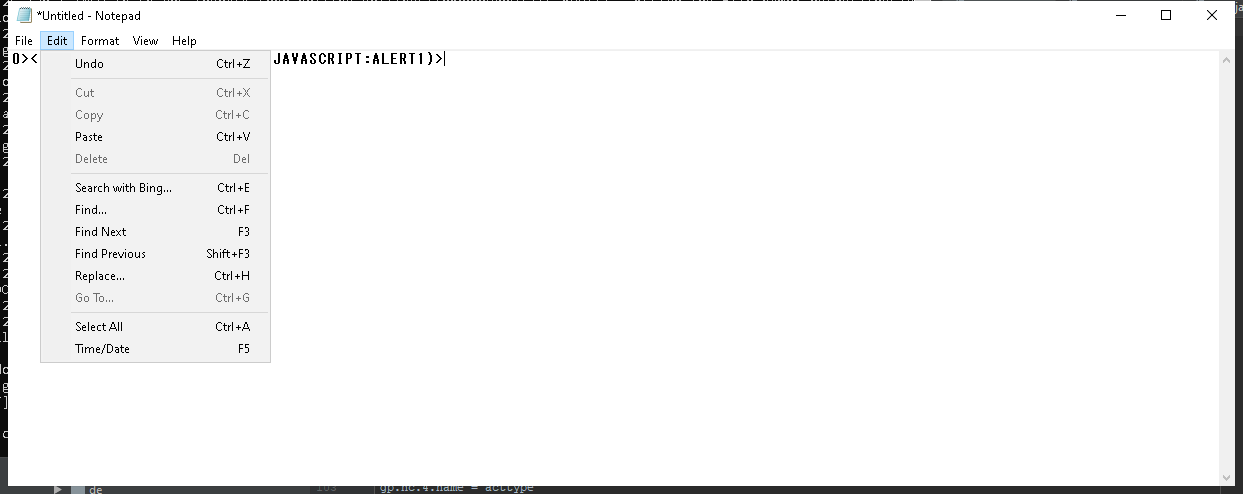 *Untitled - Notepad
File Edit Format View Help
0><
JAVASCRIPT:ALERT1)>
Undo Ctrl+Z
Cut Ctrl+X
Copy Ctrl+C
Paste Ctrl+V
Delete Del
Search with Bing... Ctrl+E
Find... Ctrl+F
Find Next F3
Find Previous Shift+F3
Replace... Ctrl+H
Go To... Ctrl+G
Select All Ctrl+A
Time/Date F5
de
gp.nc.4.name = acttype